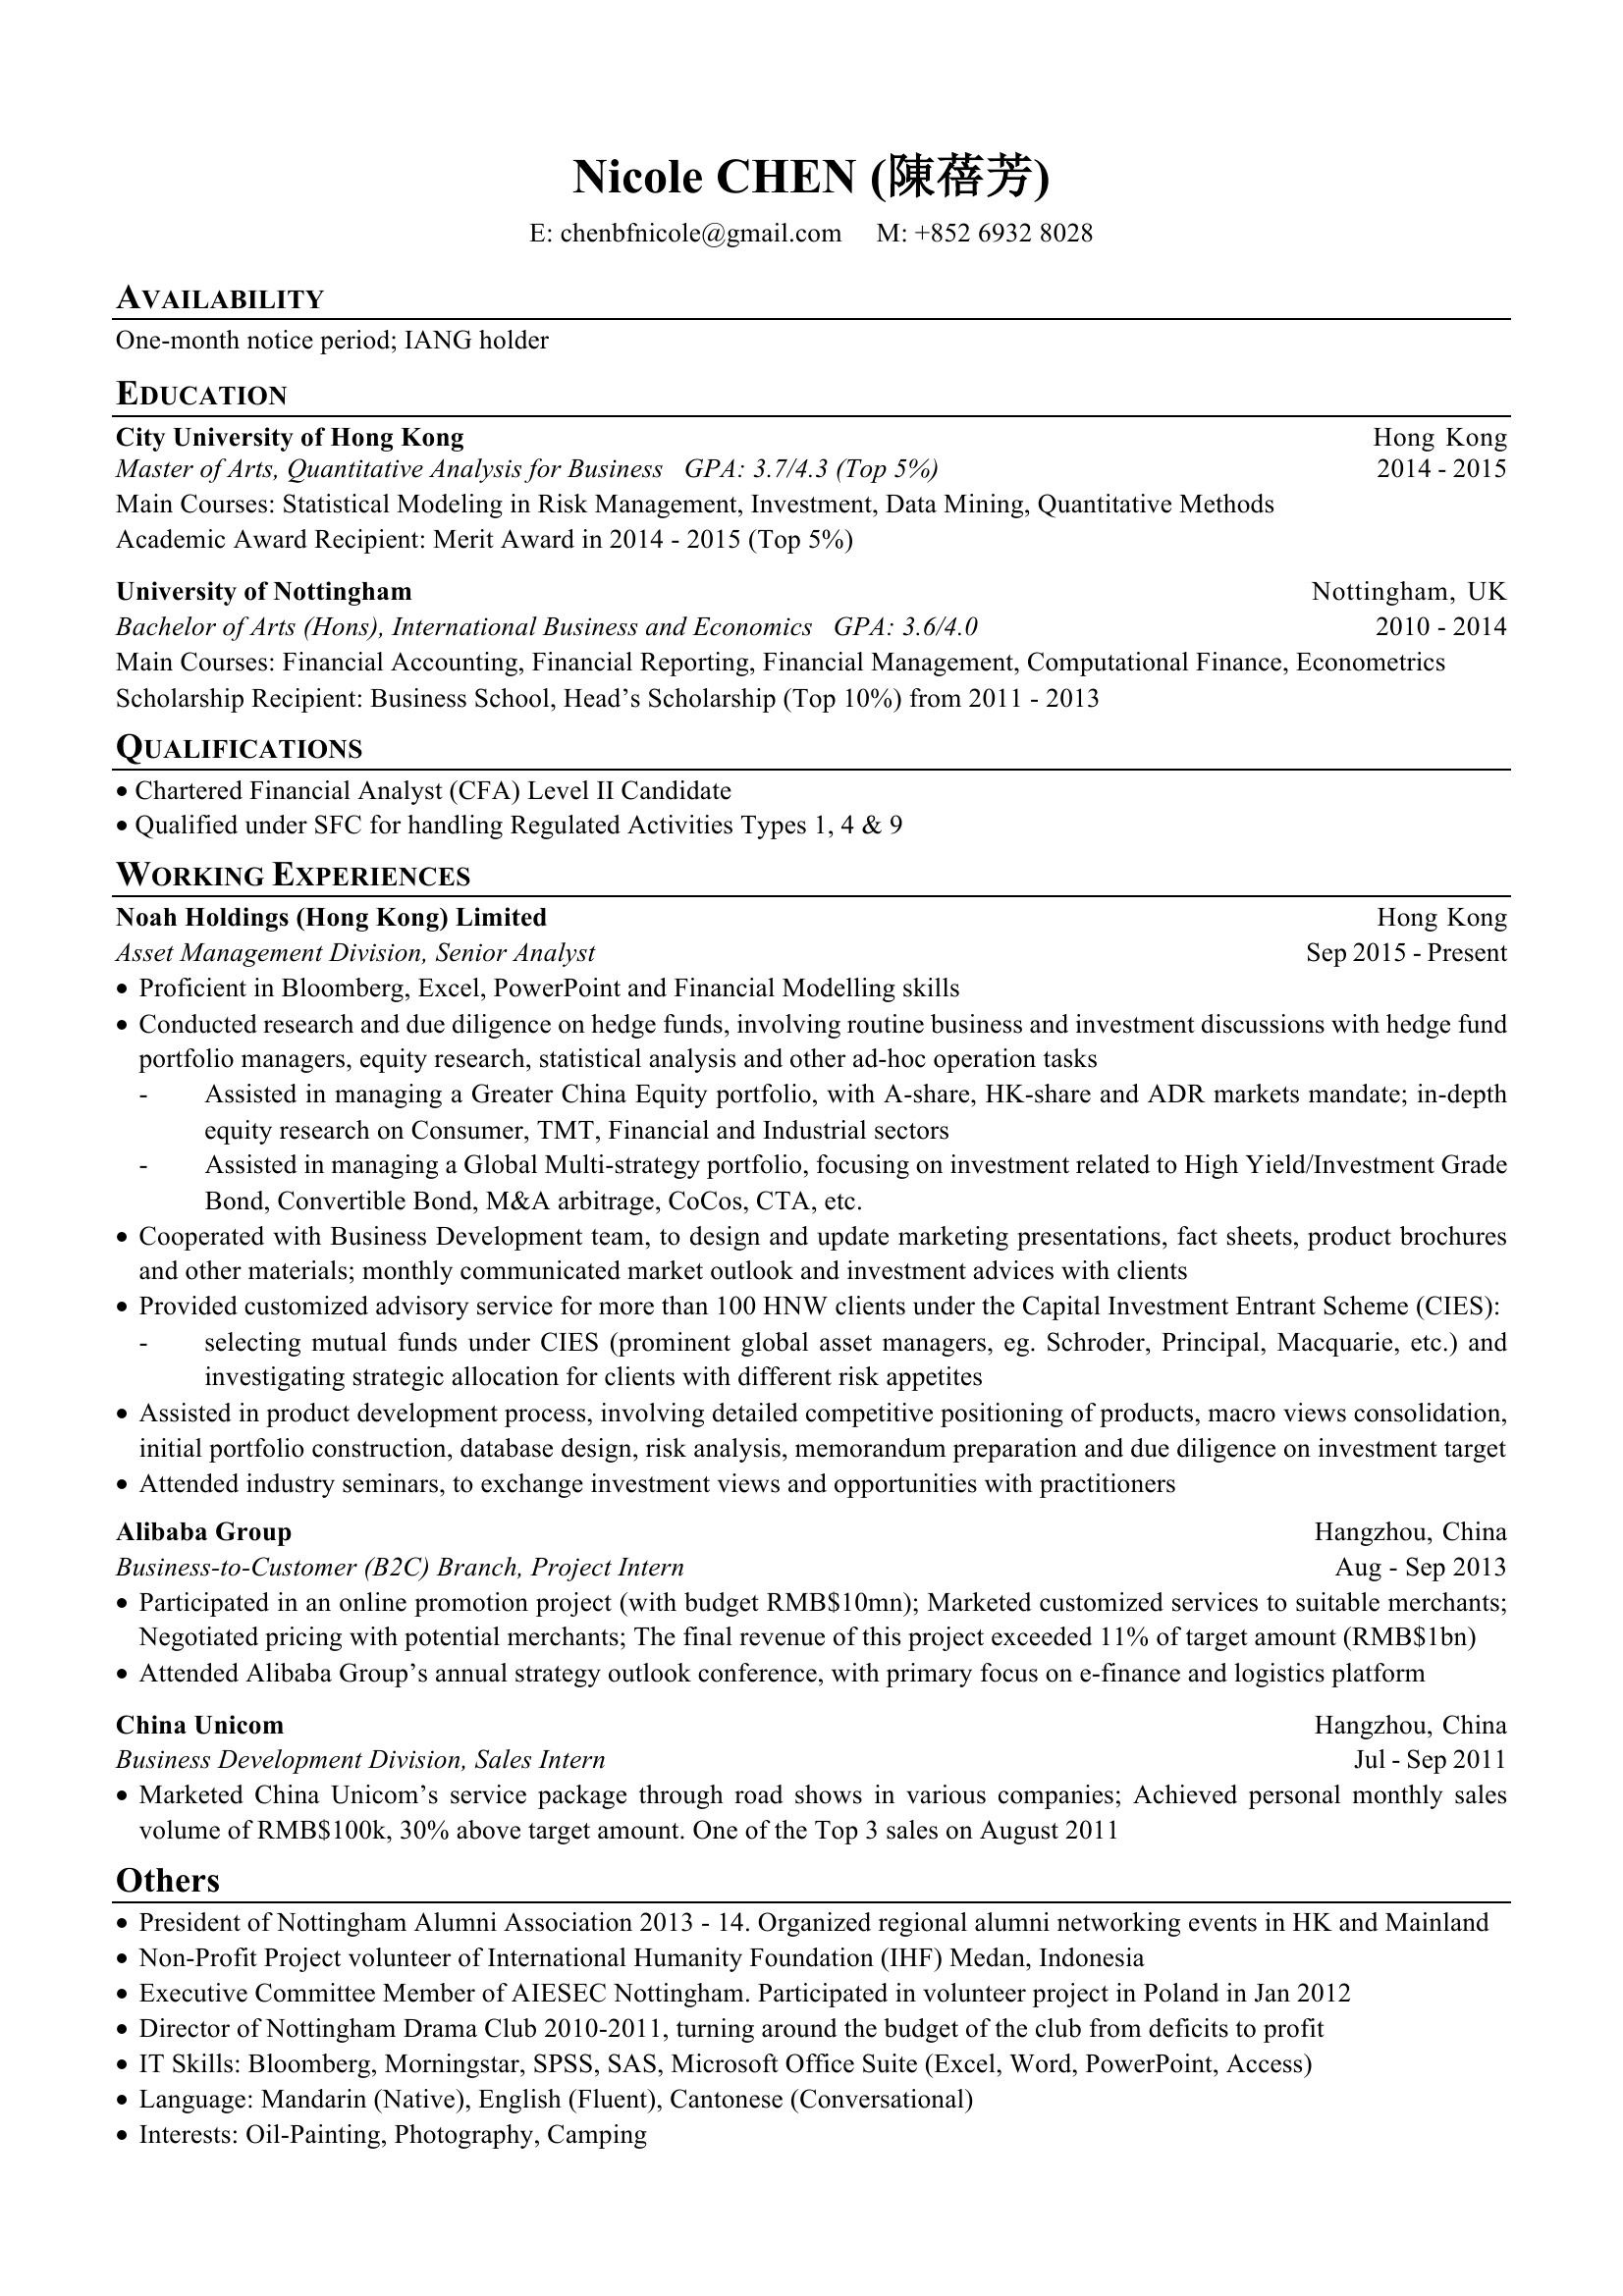 Nicole CHEN (陳蓓芳)
E: chenbfnicole@gmail.com M: +852 6932 8028
AVAILABILITY
One-month notice period; IANG holder
EDUCATION
City University of Hong Kong Hong Kong
Master of Arts, Quantitative Analysis for Business GPA: 3.7/4.3 (Top 5%) 2014 - 2015
Main Courses: Statistical Modeling in Risk Management, Investment, Data Mining, Quantitative Methods
Academic Award Recipient: Merit Award in 2014 - 2015 (Top 5%)
University of Nottingham Nottingham, UK
Bachelor of Arts (Hons), International Business and Economics GPA: 3.6/4.0 2010 - 2014
Main Courses: Financial Accounting, Financial Reporting, Financial Management, Computational Finance, Econometrics
Scholarship Recipient: Business School, Head’s Scholarship (Top 10%) from 2011 - 2013
QUALIFICATIONS
• Chartered Financial Analyst (CFA) Level II Candidate
• Qualified under SFC for handling Regulated Activities Types 1, 4 & 9
WORKING EXPERIENCES
Noah Holdings (Hong Kong) Limited Hong Kong
Asset Management Division, Senior Analyst Sep 2015 - Present
• Proficient in Bloomberg, Excel, PowerPoint and Financial Modelling skills
• Conducted research and due diligence on hedge funds, involving routine business and investment discussions with hedge fund
portfolio managers, equity research, statistical analysis and other ad-hoc operation tasks
- Assisted in managing a Greater China Equity portfolio, with A-share, HK-share and ADR markets mandate; in-depth
equity research on Consumer, TMT, Financial and Industrial sectors
- Assisted in managing a Global Multi-strategy portfolio, focusing on investment related to High Yield/Investment Grade
Bond, Convertible Bond, M&A arbitrage, CoCos, CTA, etc.
• Cooperated with Business Development team, to design and update marketing presentations, fact sheets, product brochures
and other materials; monthly communicated market outlook and investment advices with clients
• Provided customized advisory service for more than 100 HNW clients under the Capital Investment Entrant Scheme (CIES):
- selecting mutual funds under CIES (prominent global asset managers, eg. Schroder, Principal, Macquarie, etc.) and
investigating strategic allocation for clients with different risk appetites
• Assisted in product development process, involving detailed competitive positioning of products, macro views consolidation,
initial portfolio construction, database design, risk analysis, memorandum preparation and due diligence on investment target
• Attended industry seminars, to exchange investment views and opportunities with practitioners
Alibaba Group Hangzhou, China
Business-to-Customer (B2C) Branch, Project Intern Aug - Sep 2013
• Participated in an online promotion project (with budget RMB$10mn); Marketed customized services to suitable merchants;
Negotiated pricing with potential merchants; The final revenue of this project exceeded 11% of target amount (RMB$1bn)
• Attended Alibaba Group’s annual strategy outlook conference, with primary focus on e-finance and logistics platform
China Unicom Hangzhou, China
Business Development Division, Sales Intern Jul - Sep 2011
• Marketed China Unicom’s service package through road shows in various companies; Achieved personal monthly sales
volume of RMB$100k, 30% above target amount. One of the Top 3 sales on August 2011
Others
• President of Nottingham Alumni Association 2013 - 14. Organized regional alumni networking events in HK and Mainland
• Non-Profit Project volunteer of International Humanity Foundation (IHF) Medan, Indonesia
• Executive Committee Member of AIESEC Nottingham. Participated in volunteer project in Poland in Jan 2012
• Director of Nottingham Drama Club 2010-2011, turning around the budget of the club from deficits to profit
• IT Skills: Bloomberg, Morningstar, SPSS, SAS, Microsoft Office Suite (Excel, Word, PowerPoint, Access)
• Language: Mandarin (Native), English (Fluent), Cantonese (Conversational)
• Interests: Oil-Painting, Photography, Camping